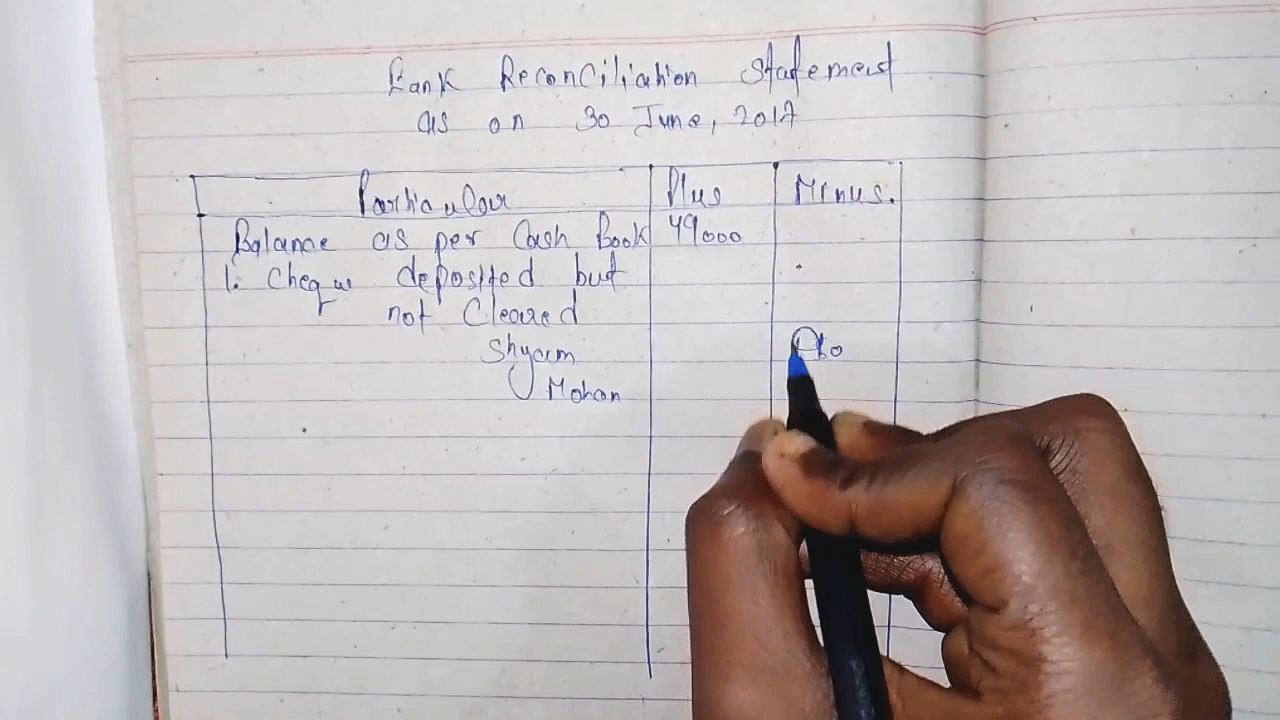 Bank Reconciliation Statement
as on 30 June, 2017
Particular Plus Minus.
Balance as per Cash Book 49000
1. Cheque deposited but
not Cleared
Shyam
Mohan